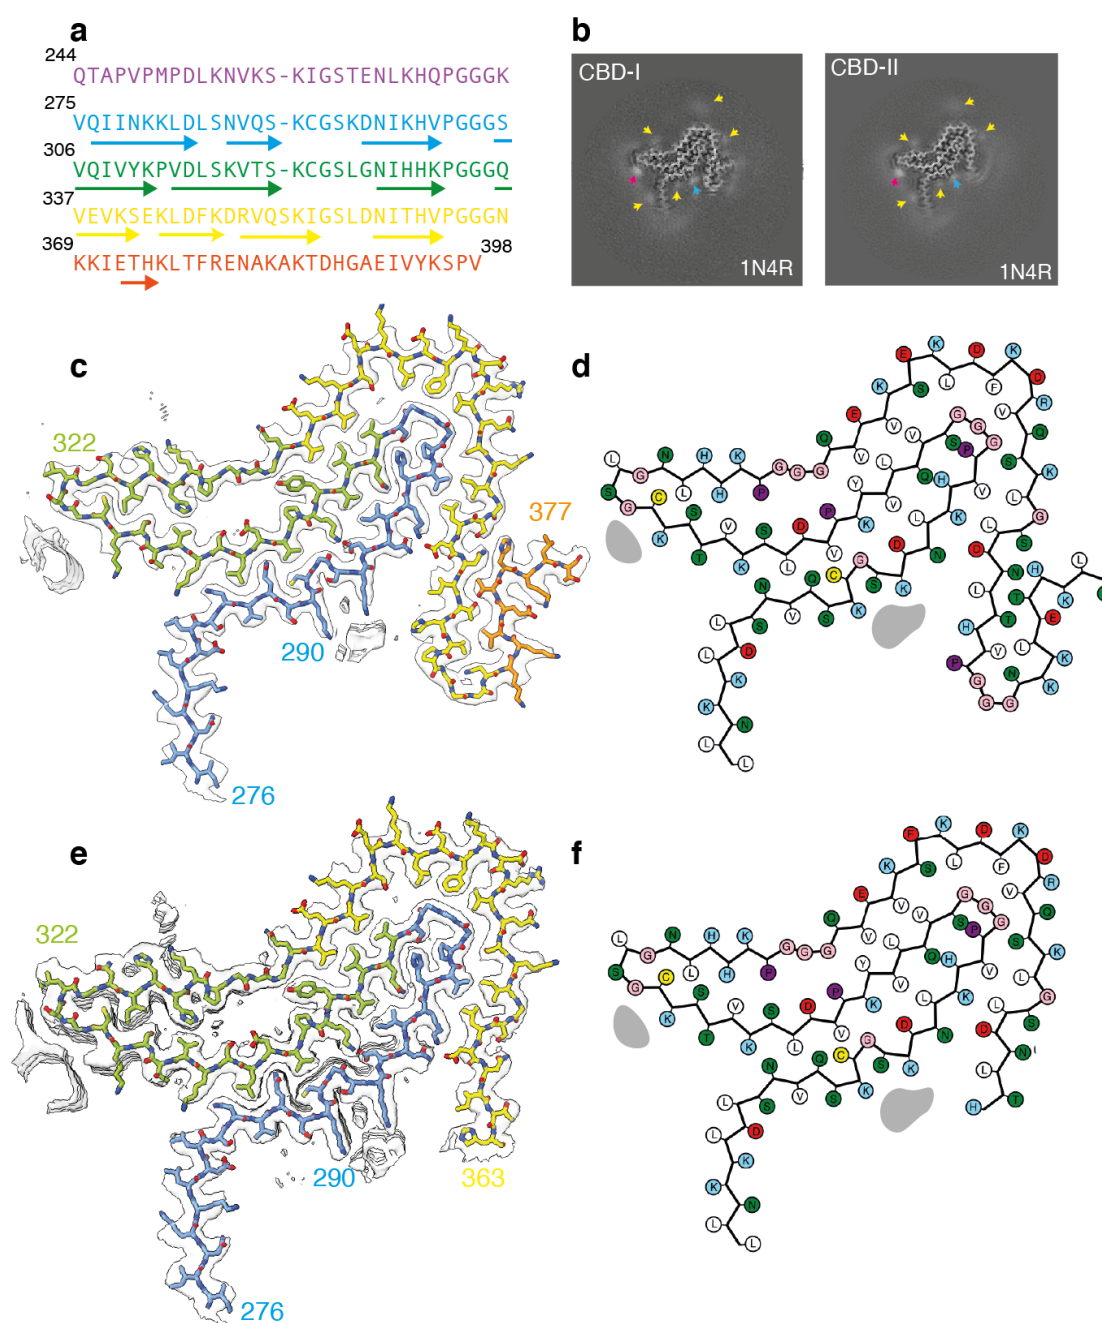 a
244
QTAPVPMPDLKNVKS-KIGSTENLKHQPGGGK
275
VQIINKKLDLSNVQS-KCGSKDNIKHVPGGGS
306
VQIVYKPVDLSKVTS-KCGSLGNIHHKPGGGQ
337
VEVKSEKLDFKDRVQSKIGSLDNITHVPGGGN
369
398
KKIETHKLTFRENAKAKTDHGAEIVYKSPV
b
CBD-I
1N4R
CBD-II
1N4R
c
322
377
290
276
d
E K D K
S L F D
K V R
E G G Q
Q V V S G S
L P K
L N H K G G G V L Q H V L G
G Y
S C L H P L K L S
G S V S D P K D N D H L
K T K L V C G S K N T K
N Q L T E
L S V S K H V L
L D P G N K K
K G G
K N
L L
e
322
290
363
276
f
E K D K
S L F D
K V R
E G G Q
Q V V S G S
L P K
L N H K G G G V L Q H V L G
G Y
S C L H P L K L S
G S V S D P K D N D N
K T K L V C G S K L
N Q H T
L S V S K
L D
K
K N
L L